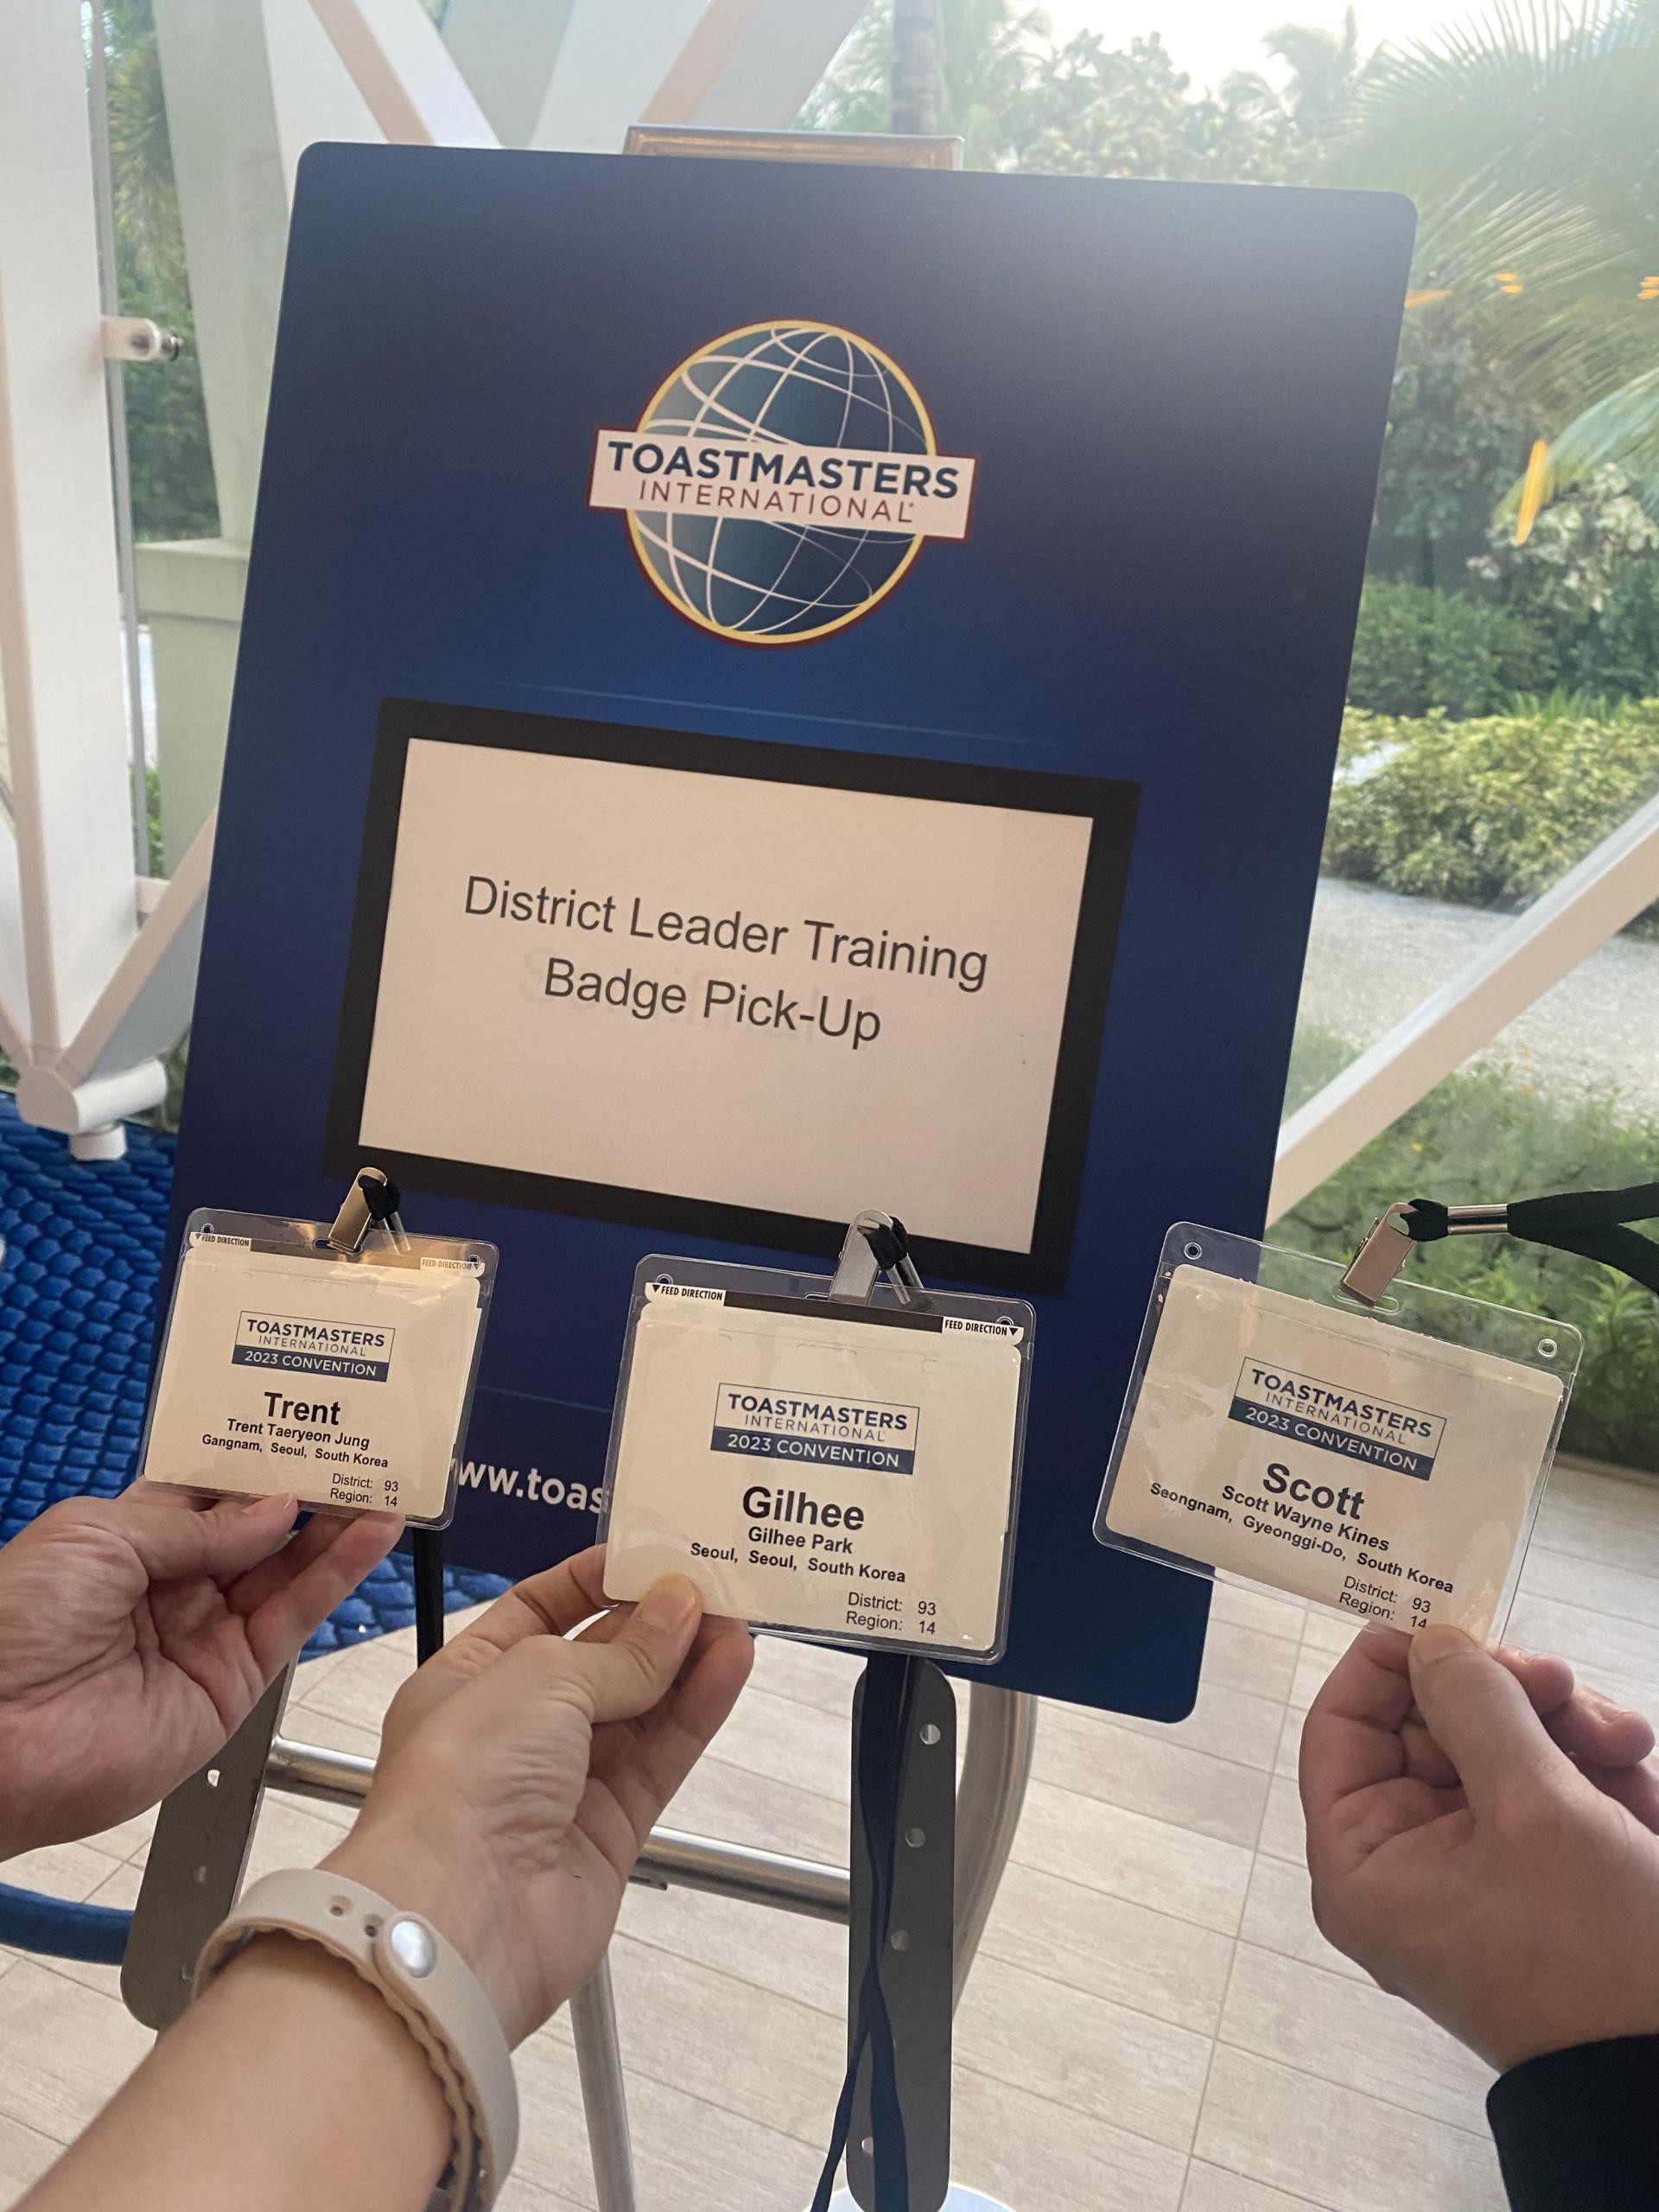 TOASTMASTERS
INTERNATIONAL
District Leader Training
Badge Pick-Up
FEED DIRECTION
FEED DIRECTION
TOASTMASTERS
INTERNATIONAL
2023 CONVENTION
Trent
Trent Taeryeon Jung
Gangnam, Seoul, South Korea
District: 93
Region: 14
ww.toas
FEED DIRECTION
FEED DIRECTION
TOASTMASTERS
INTERNATIONAL
2023 CONVENTION
Gilhee
Gilhee Park
Seoul, Seoul, South Korea
District: 93
Region: 14
TOASTMASTERS
INTERNATIONAL
2023 CONVENTION
Scott
Scott Wayne Kines
Seongnam, Gyeonggi-Do, South Korea
District: 93
Region: 14